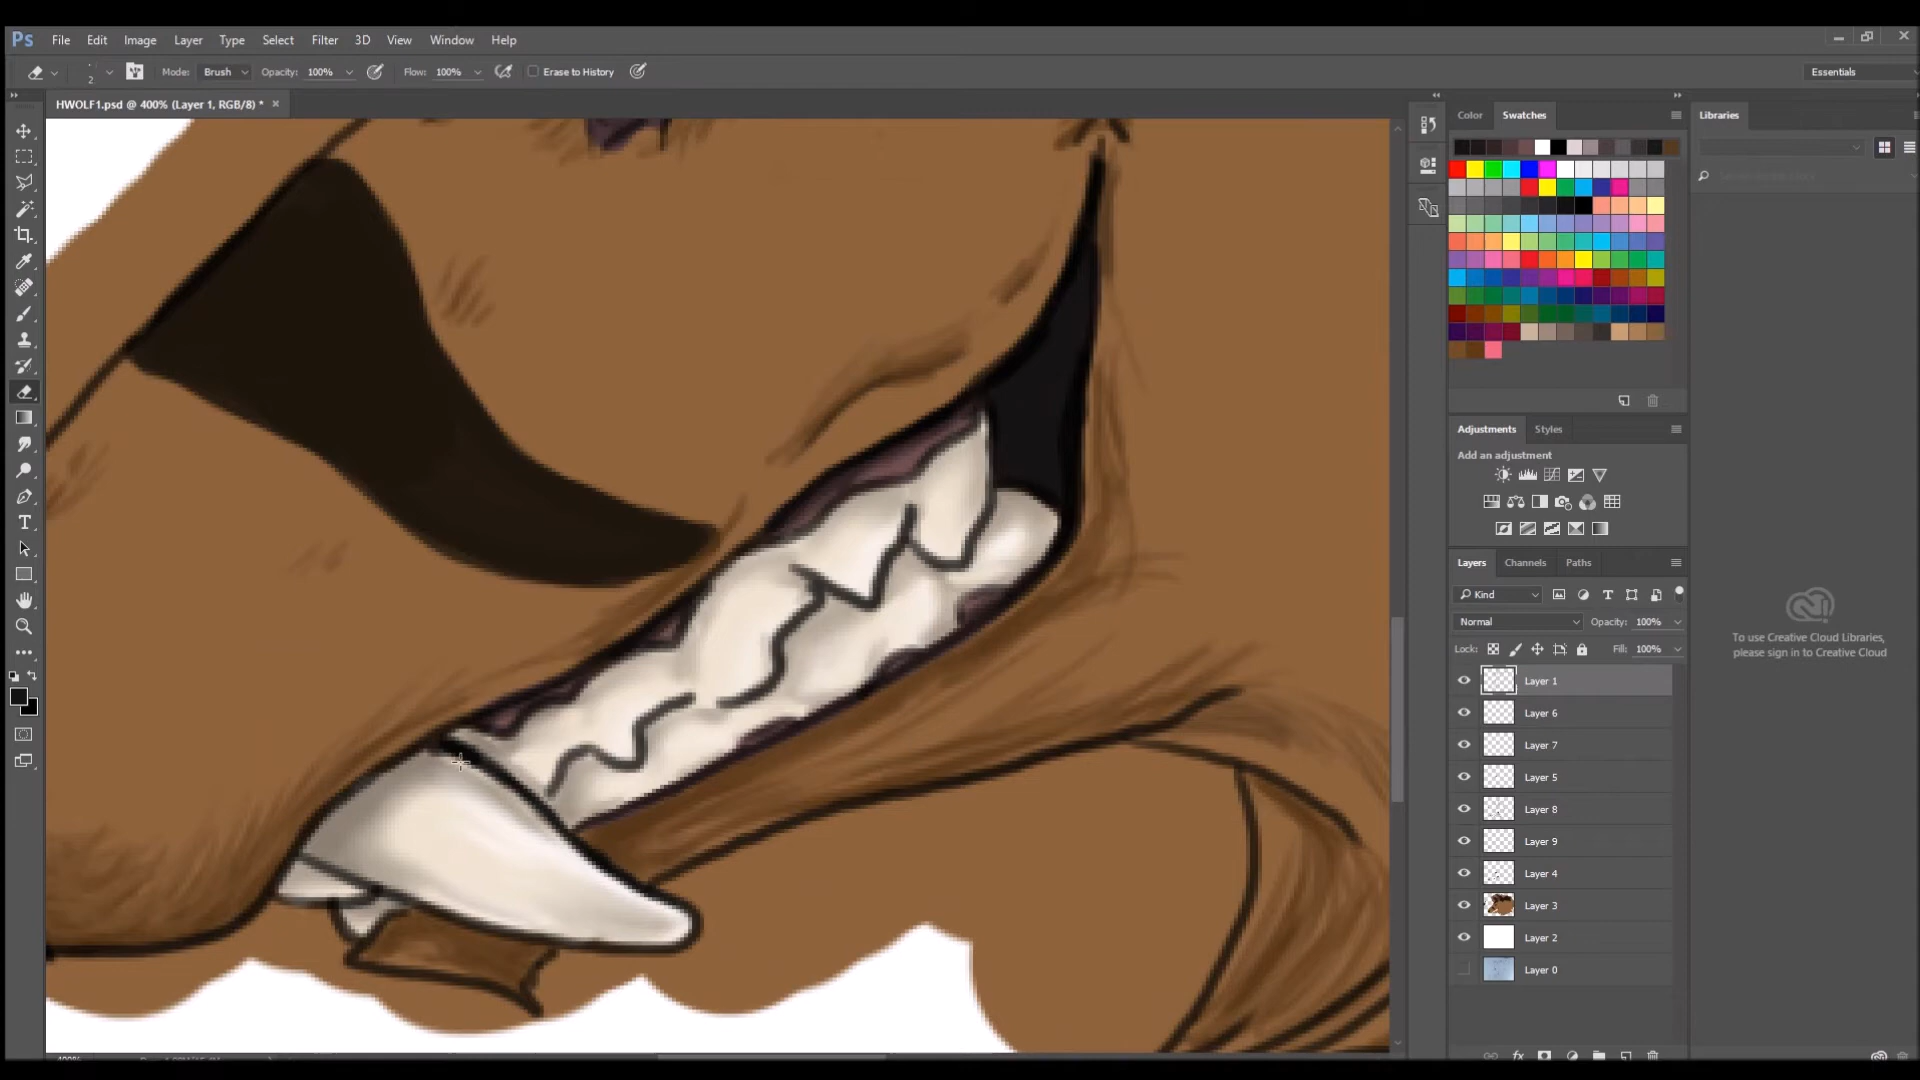 Ps File Edit Image Layer Type Select Filter 3D View Window Help
2 Mode: Brush Opacity: 100% Flow: 100% Erase to History Essentials
HWOLF1.psd @ 400% (Layer 1, RGB/8) *
Color Swatches
Libraries
Adjustments Styles
Add an adjustment
Layers Channels Paths
Kind
Normal Opacity: 100%
Lock: Fill: 100%
Layer 1
Layer 6
Layer 7
Layer 5
Layer 8
Layer 9
Layer 4
Layer 3
Layer 2
Layer 0
To use Creative Cloud Libraries,
please sign in to Creative Cloud